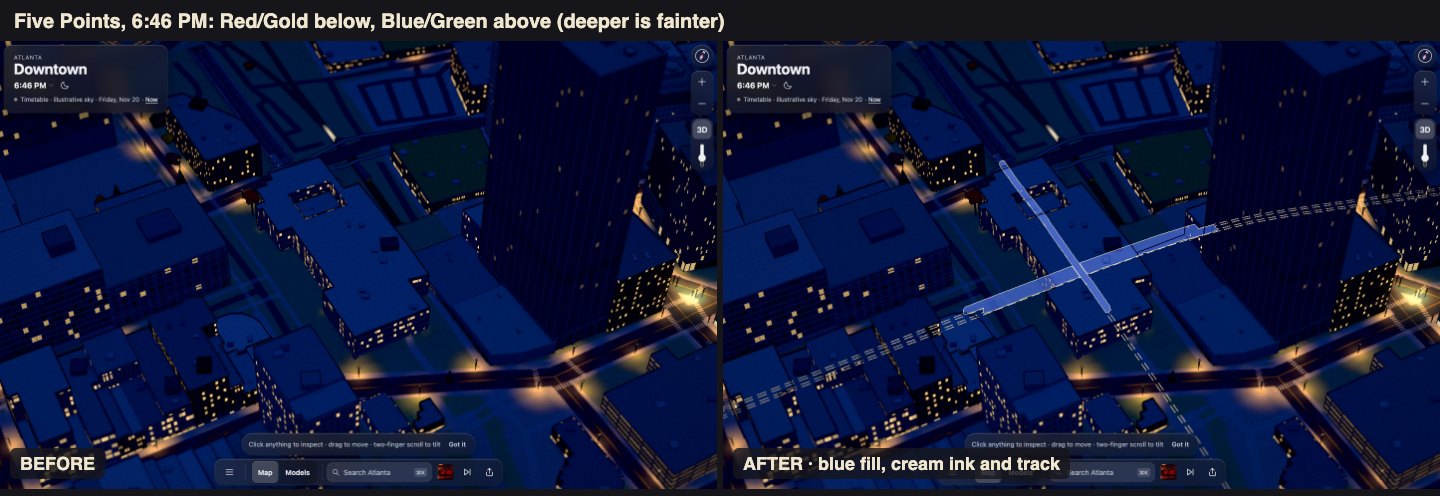 Five Points, 6:46 PM: Red/Gold below, Blue/Green above (deeper is fainter)
ATLANTA
Downtown
6:46 PM
Timetable · illustrative sky · Friday, Nov 20 · Now
3D
Click anything to inspect · drag to move · two-finger scroll to tilt Got it
Map Models Search Atlanta ⌘K
BEFORE
ATLANTA
Downtown
6:46 PM
Timetable · illustrative sky · Friday, Nov 20 · Now
3D
Click anything to inspect · drag to move · two-finger scroll to tilt Got it
Search Atlanta ⌘K
AFTER · blue fill, cream ink and track